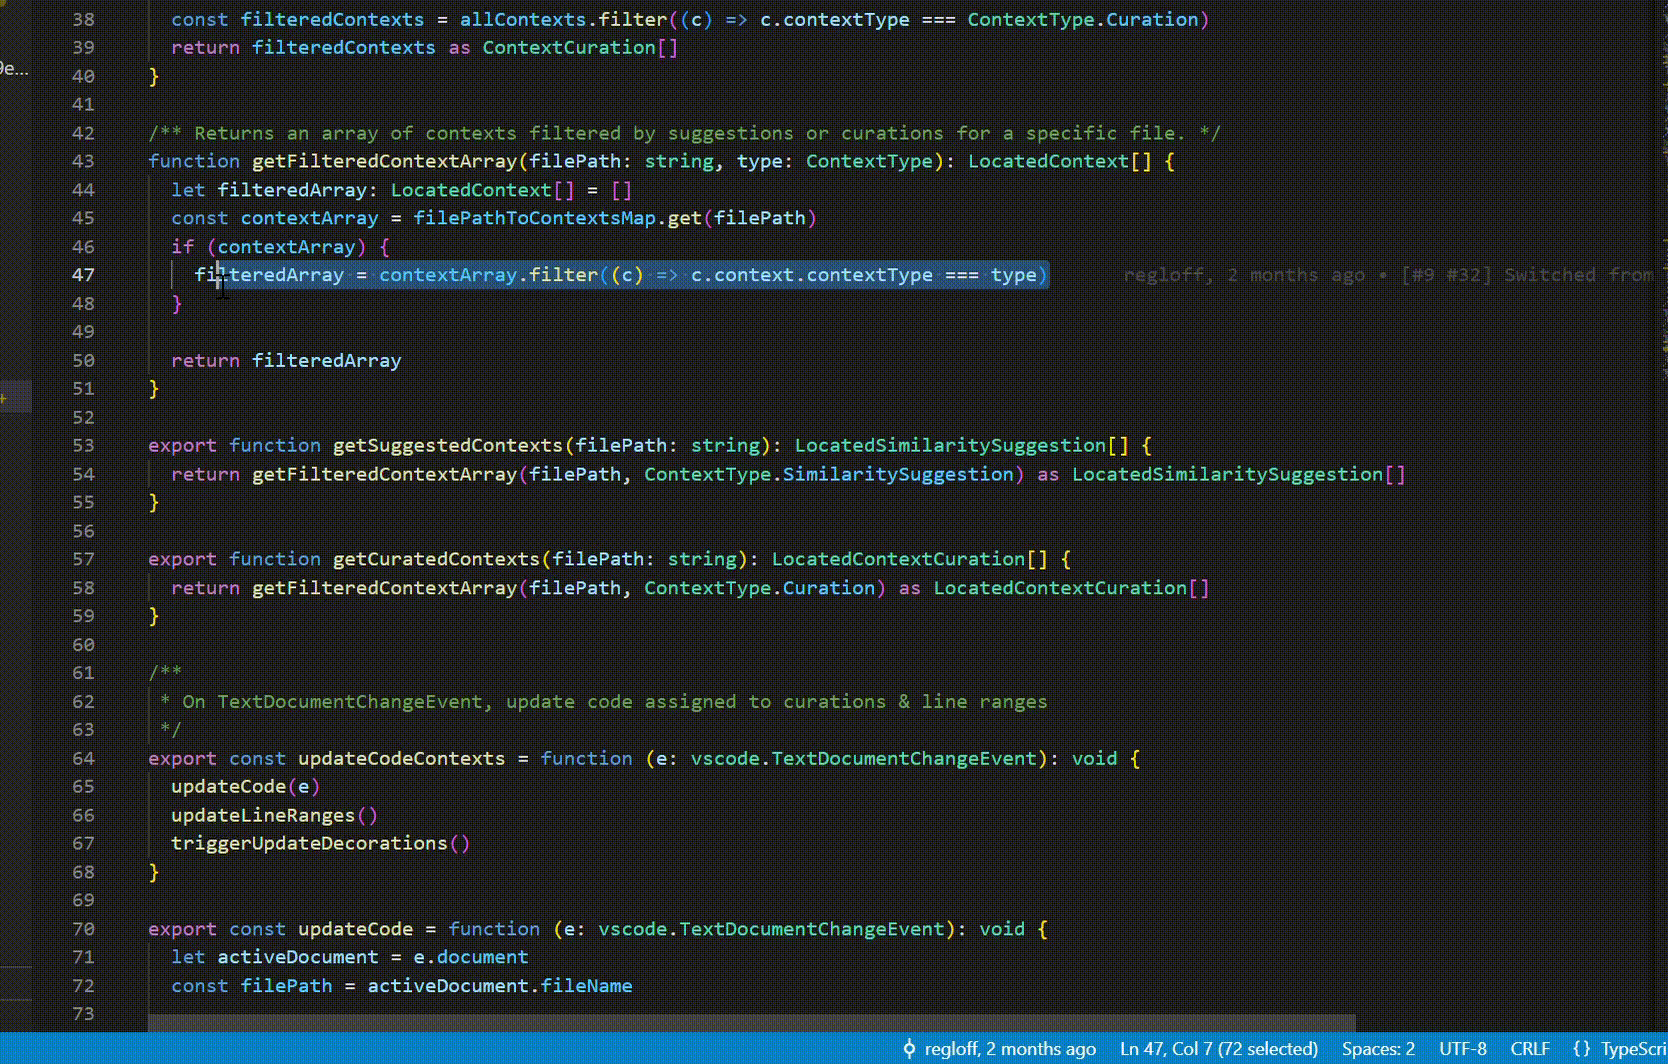 38 const filteredContexts = allContexts.filter((c) => c.contextType === ContextType.Curation)
39 return filteredContexts as ContextCuration[]
40 }
41
42 /** Returns an array of contexts filtered by suggestions or curations for a specific file. */
43 function getFilteredContextArray(filePath: string, type: ContextType): LocatedContext[] {
44 let filteredArray: LocatedContext[] = []
45 const contextArray = filePathToContextsMap.get(filePath)
46 if (contextArray) {
47 filteredArray = contextArray.filter((c) => c.context.contextType === type) regloff, 2 months ago • [#9 #32] Switched from
48 }
49
50 return filteredArray
51 }
52
53 export function getSuggestedContexts(filePath: string): LocatedSimilaritySuggestion[] {
54 return getFilteredContextArray(filePath, ContextType.SimilaritySuggestion) as LocatedSimilaritySuggestion[]
55 }
56
57 export function getCuratedContexts(filePath: string): LocatedContextCuration[] {
58 return getFilteredContextArray(filePath, ContextType.Curation) as LocatedContextCuration[]
59 }
60
61 /**
62 * On TextDocumentChangeEvent, update code assigned to curations & line ranges
63 */
64 export const updateCodeContexts = function (e: vscode.TextDocumentChangeEvent): void {
65 updateCode(e)
66 updateLineRanges()
67 triggerUpdateDecorations()
68 }
69
70 export const updateCode = function (e: vscode.TextDocumentChangeEvent): void {
71 let activeDocument = e.document
72 const filePath = activeDocument.fileName
73
regloff, 2 months ago Ln 47, Col 7 (72 selected) Spaces: 2 UTF-8 CRLF {} TypeScri